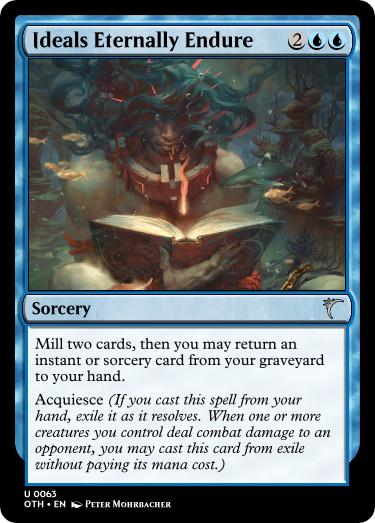 Ideals Eternally Endure 2
Sorcery
Mill two cards, then you may return an
instant or sorcery card from your graveyard
to your hand.
Acquiesce (If you cast this spell from your
hand, exile it as it resolves. When one or more
creatures you control deal combat damage to an
opponent, you may cast this card from exile
without paying its mana cost.)
U 0063
OTH • EN Peter Mohrbacher